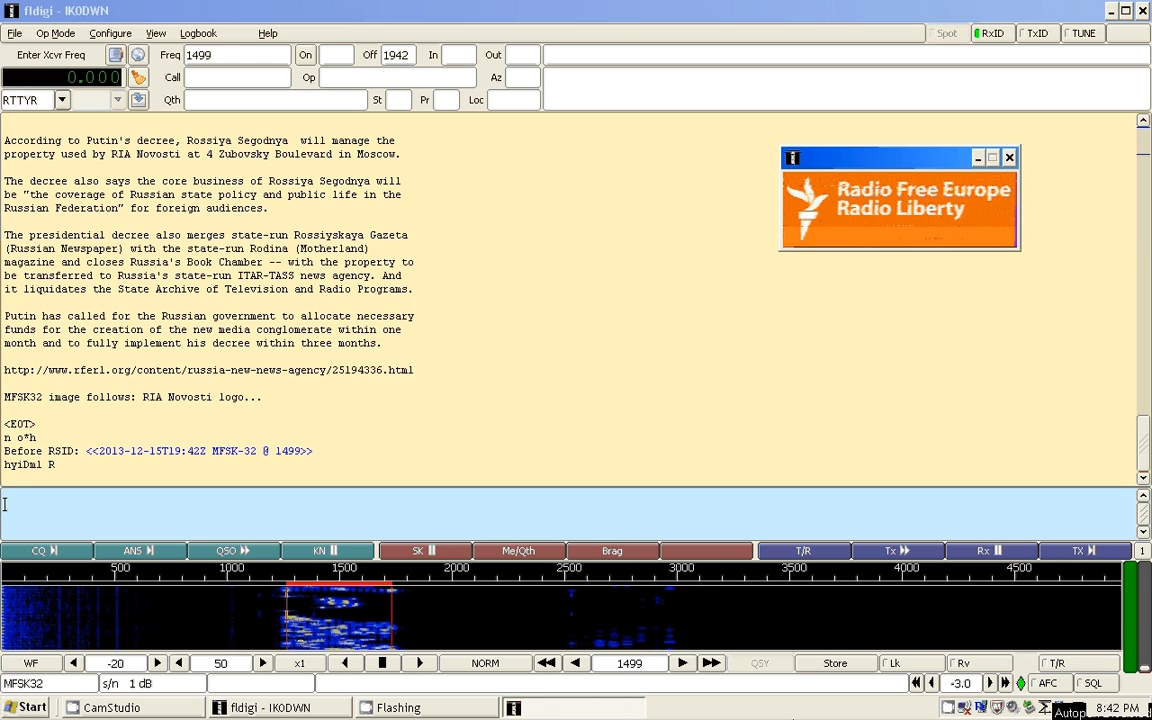 fldigi - IK0DWN
File Op Mode Configure View Logbook Help Spot RxID TxID TUNE
Enter Xcvr Freq Freq 1499 On Off 1942 In Out
0.000 Call Op Az
RTTYR Qth St Pr Loc
According to Putin's decree, Rossiya Segodnya will manage the
property used by RIA Novosti at 4 Zubovsky Boulevard in Moscow.
The decree also says the core business of Rossiya Segodnya will
be "the coverage of Russian state policy and public life in the
Russian Federation" for foreign audiences.
The presidential decree also merges state-run Rossiyskaya Gazeta
(Russian Newspaper) with the state-run Rodina (Motherland)
magazine and closes Russia's Book Chamber -- with the property to
be transferred to Russia's state-run ITAR-TASS news agency. And
it liquidates the State Archive of Television and Radio Programs.
Putin has called for the Russian government to allocate necessary
funds for the creation of the new media conglomerate within one
month and to fully implement his decree within three months.
http://www.rferl.org/content/russia-new-news-agency/25194336.html
MFSK32 image follows: RIA Novosti logo...
<EOT>
n o*h
Before RSID: <<2013-12-15T19:42Z MFSK-32 @ 1499>>
hyiDml R
Radio Free Europe
Radio Liberty
CQ ANS QSO KN SK Me/Qth Brag T/R Tx Rx TX 1
500 1000 1500 2000 2500 3000 3500 4000 4500
WF -20 50 x1 NORM 1499 QSY Store Lk Rv T/R
MFSK32 s/n 1 dB -3.0 AFC SQL
Start CamStudio fldigi - IK0DWN Flashing 8:42 PM